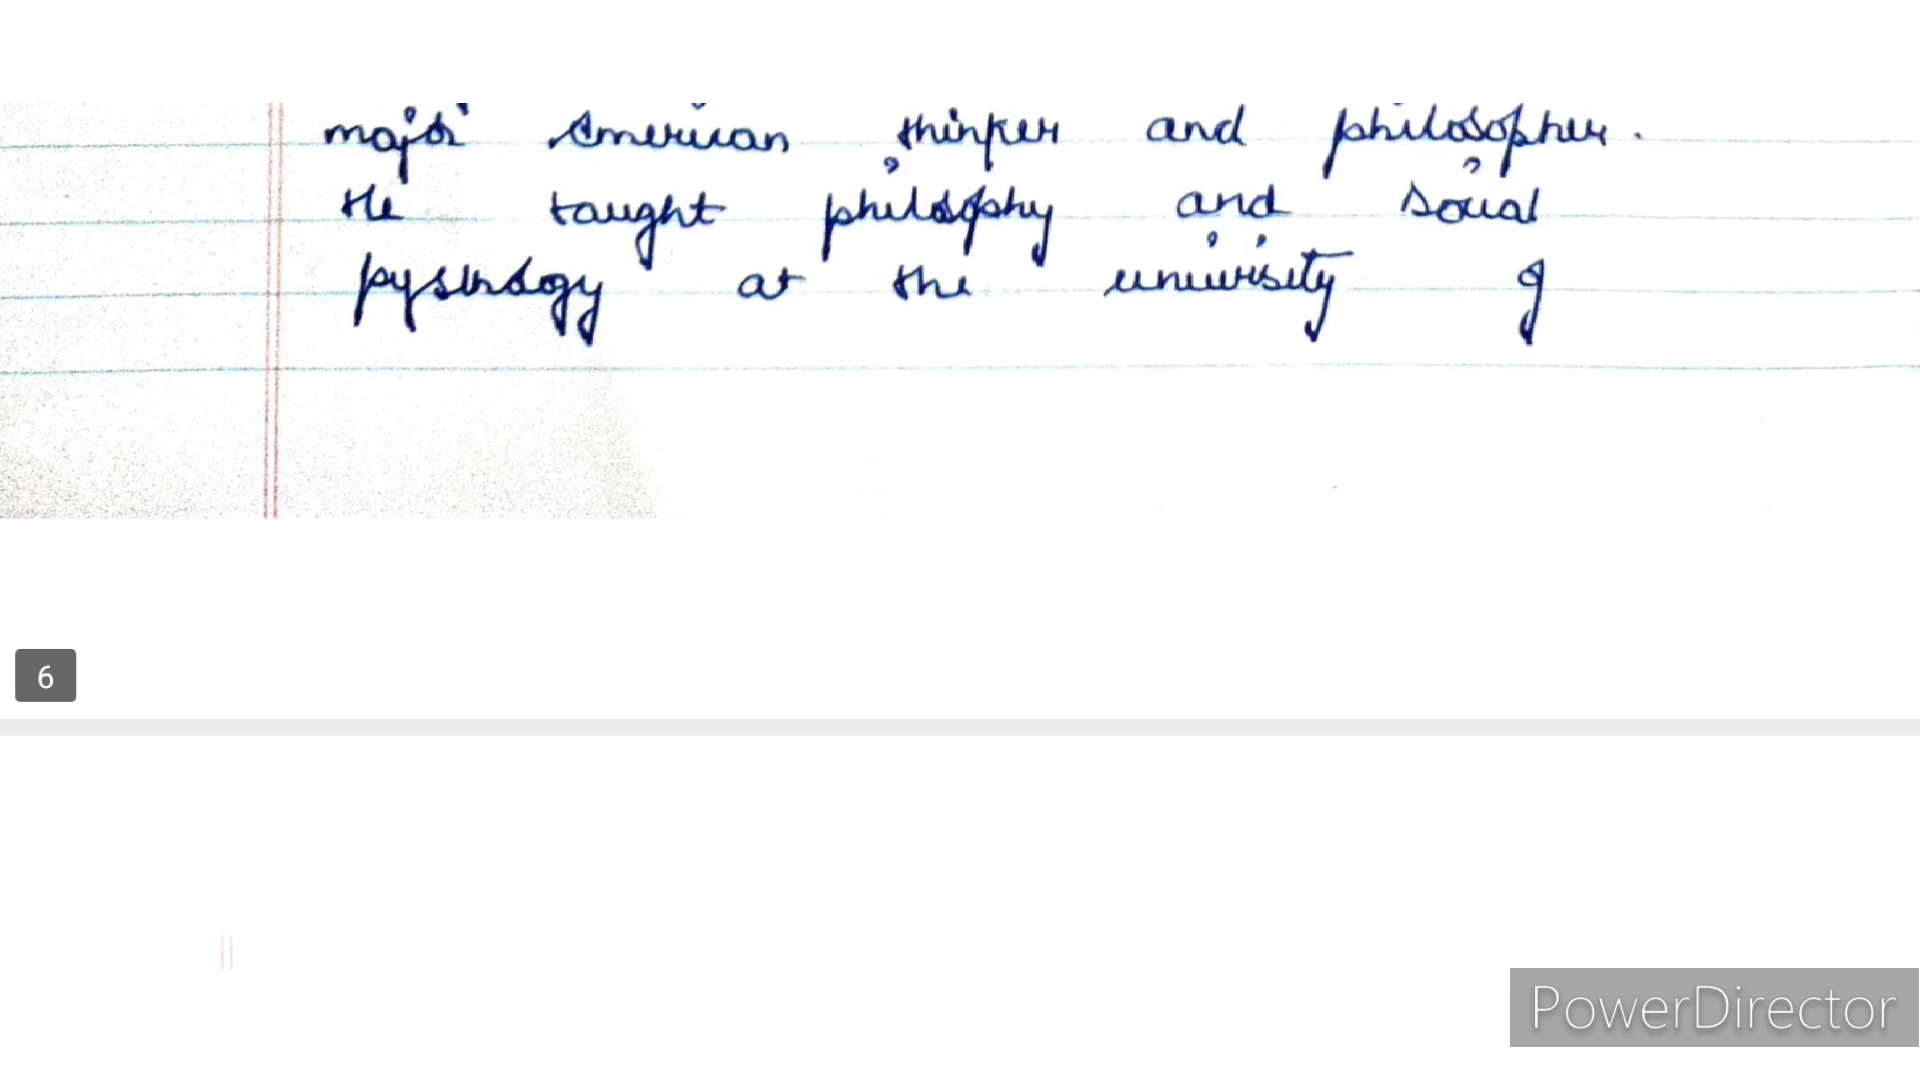 major American thinker and philosopher.
He taught philosophy and social
pyschology at the university of
6
PowerDirector